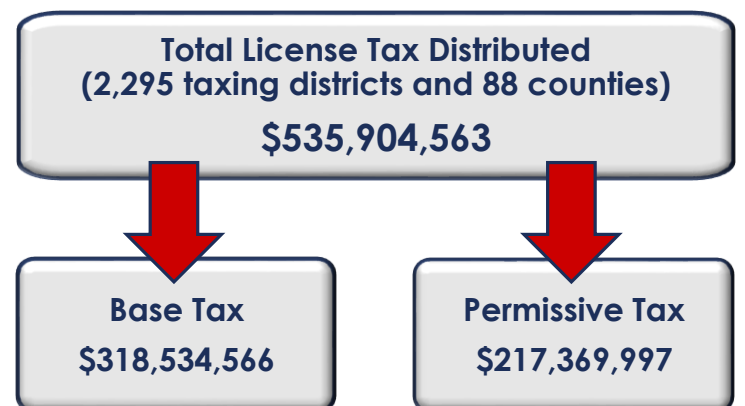 Total License Tax Distributed
(2,295 taxing districts and 88 counties)
$535,904,563
Base Tax
$318,534,566
Permissive Tax
$217,369,997